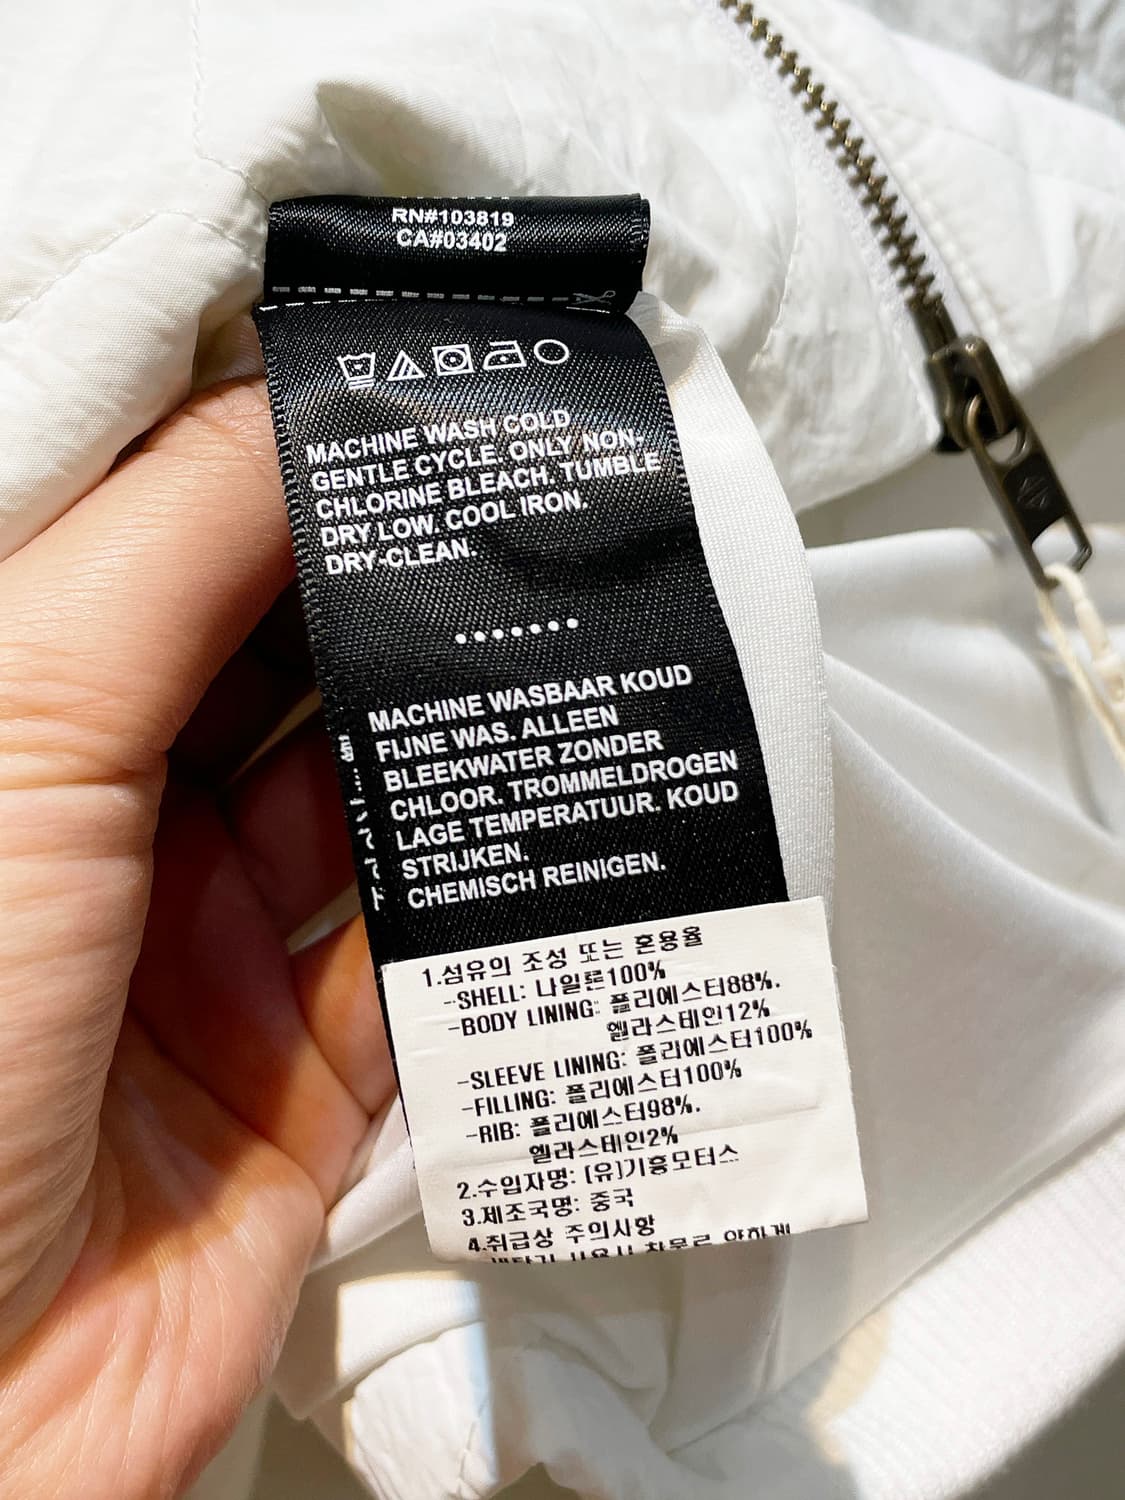 RN#103819
CA#03402
MACHINE WASH COLD
GENTLE CYCLE. ONLY NON-
CHLORINE BLEACH. TUMBLE
DRY LOW. COOL IRON.
DRY-CLEAN.
MACHINE WASBAAR KOUD
FIJNE WAS. ALLEEN
BLEEKWATER ZONDER
CHLOOR. TROMMELDROGEN
LAGE TEMPERATUUR. KOUD
STRIJKEN.
CHEMISCH REINIGEN.
1.섬유의 조성 또는 혼용율
-SHELL: 나일론100%
-BODY LINING: 폴리에스터88%.
엘라스테인12%
-SLEEVE LINING: 폴리에스터100%
-FILLING: 폴리에스터100%
-RIB: 폴리에스터98%.
엘라스테인2%
2.수입자명: [유]기흥모터스
3.제조국명: 중국
4.취급상 주의사항